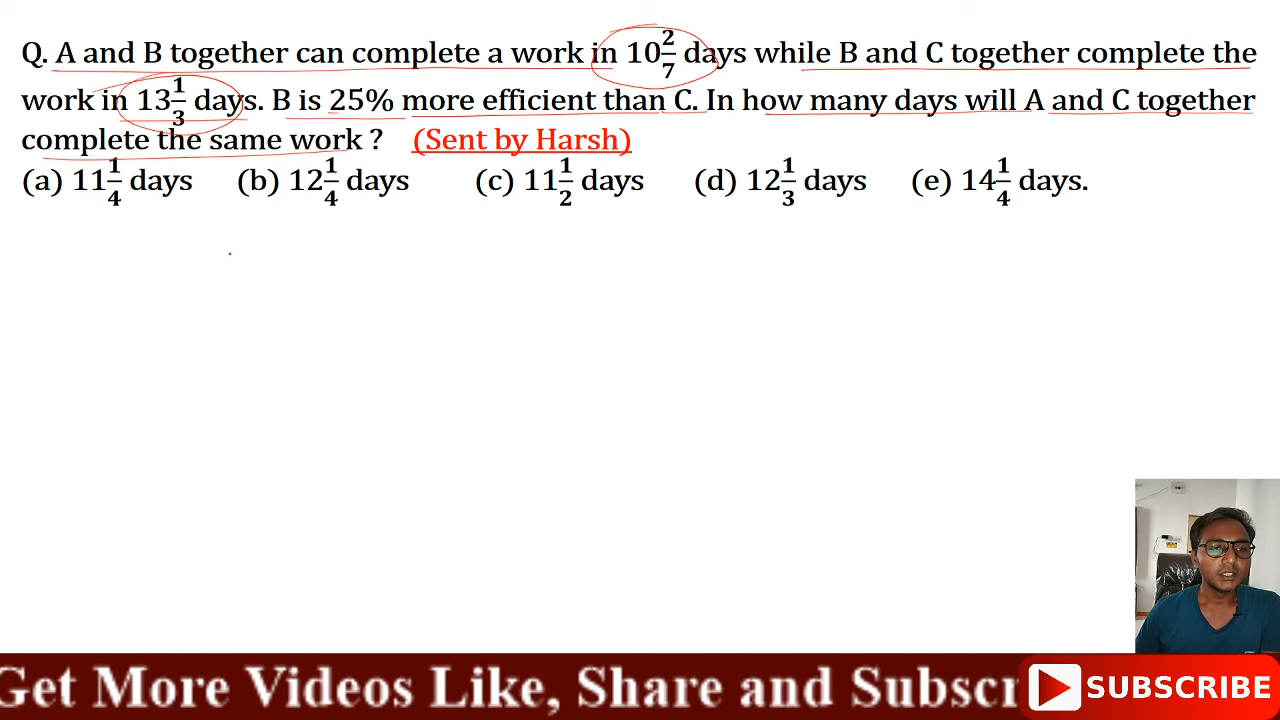 Q. A and B together can complete a work in 10 2/7 days while B and C together complete the
work in 13 1/3 days. B is 25% more efficient than C. In how many days will A and C together
complete the same work ? (Sent by Harsh)
(a) 11 1/4 days (b) 12 1/4 days (c) 11 1/2 days (d) 12 1/3 days (e) 14 1/4 days.
Get More Videos Like, Share and Subscr
SUBSCRIBE